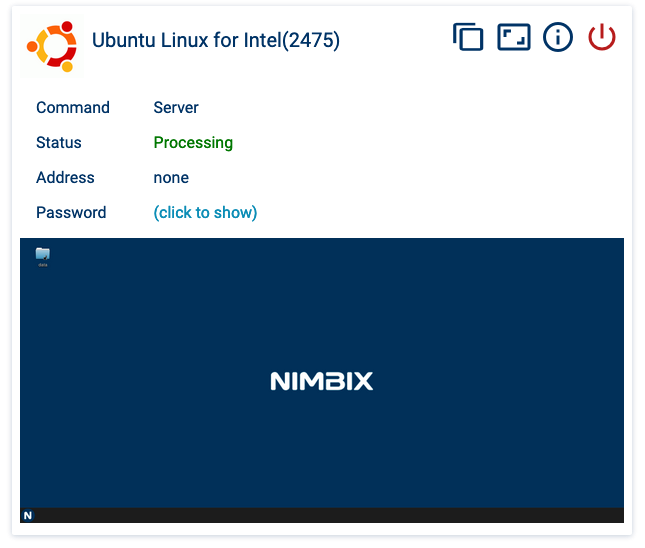 Ubuntu Linux for Intel(2475)
Command Server
Status Processing
Address none
Password (click to show)
data
NIMBIX
N